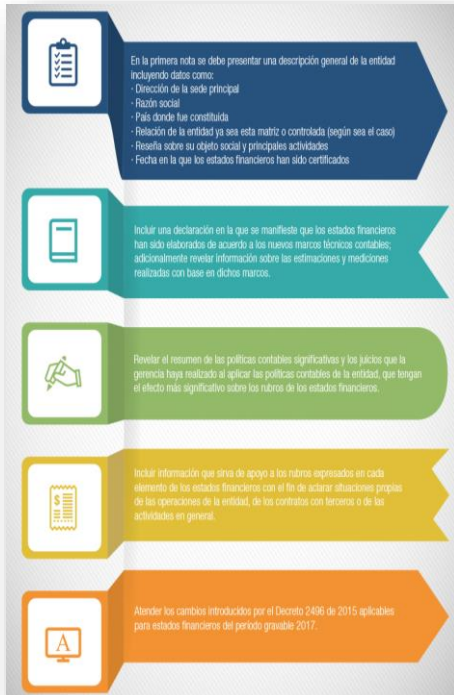 En la primera nota se debe presentar una descripción general de la entidad
incluyendo datos como:
· Dirección de la sede principal
· Razón social
· País donde fue constituida
· Relación de la entidad ya sea esta matriz o controlada (según sea el caso)
· Reseña sobre su objeto social y principales actividades
· Fecha en la que los estados financieros han sido certificados
Incluir una declaración en la que se manifieste que los estados financieros
han sido elaborados de acuerdo a los nuevos marcos técnicos contables;
adicionalmente revelar información sobre las estimaciones y mediciones
realizadas con base en dichos marcos.
Revelar el resumen de las políticas contables significativas y los juicios que la
gerencia haya realizado al aplicar las políticas contables de la entidad, que tengan
el efecto más significativo sobre los rubros de los estados financieros.
$
Incluir información que sirva de apoyo a los rubros expresados en cada
elemento de los estados financieros con el fin de aclarar situaciones propias
de las operaciones de la entidad, de los contratos con terceros o de las
actividades en general.
A
Atender los cambios introducidos por el Decreto 2496 de 2015 aplicables
para estados financieros del período gravable 2017.